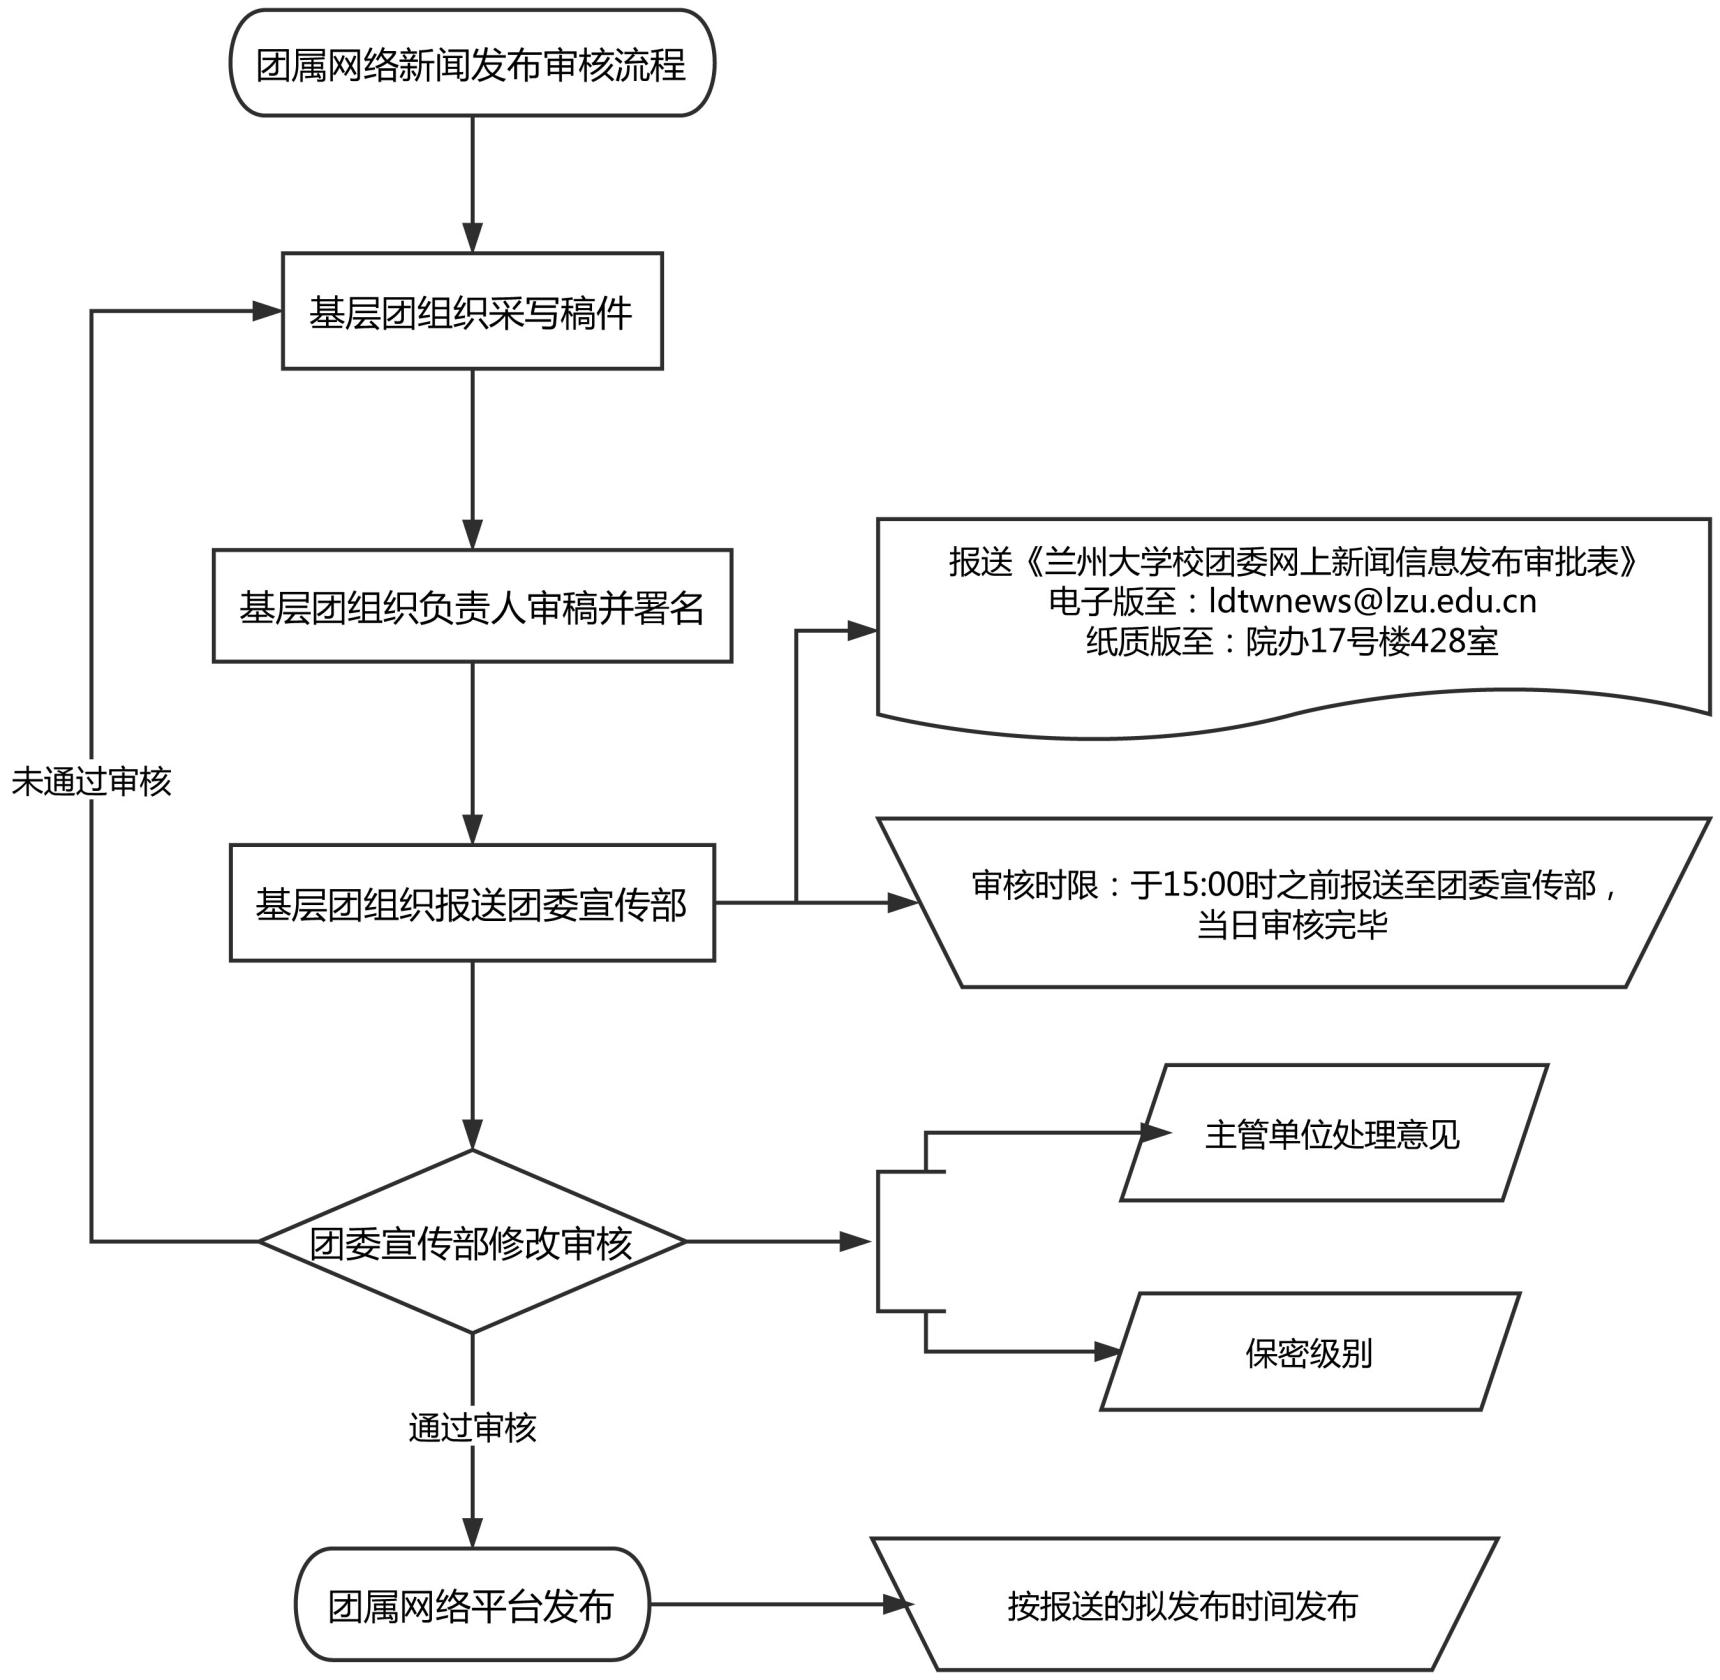 团属网络新闻发布审核流程
基层团组织采写稿件
基层团组织负责人审稿并署名
报送《兰州大学校团委网上新闻信息发布审批表》
电子版至：ldtwnews@lzu.edu.cn
纸质版至：院办17号楼428室
未通过审核
基层团组织报送团委宣传部
审核时限：于15:00时之前报送至团委宣传部，
当日审核完毕
主管单位处理意见
团委宣传部修改审核
保密级别
通过审核
团属网络平台发布
按报送的拟发布时间发布